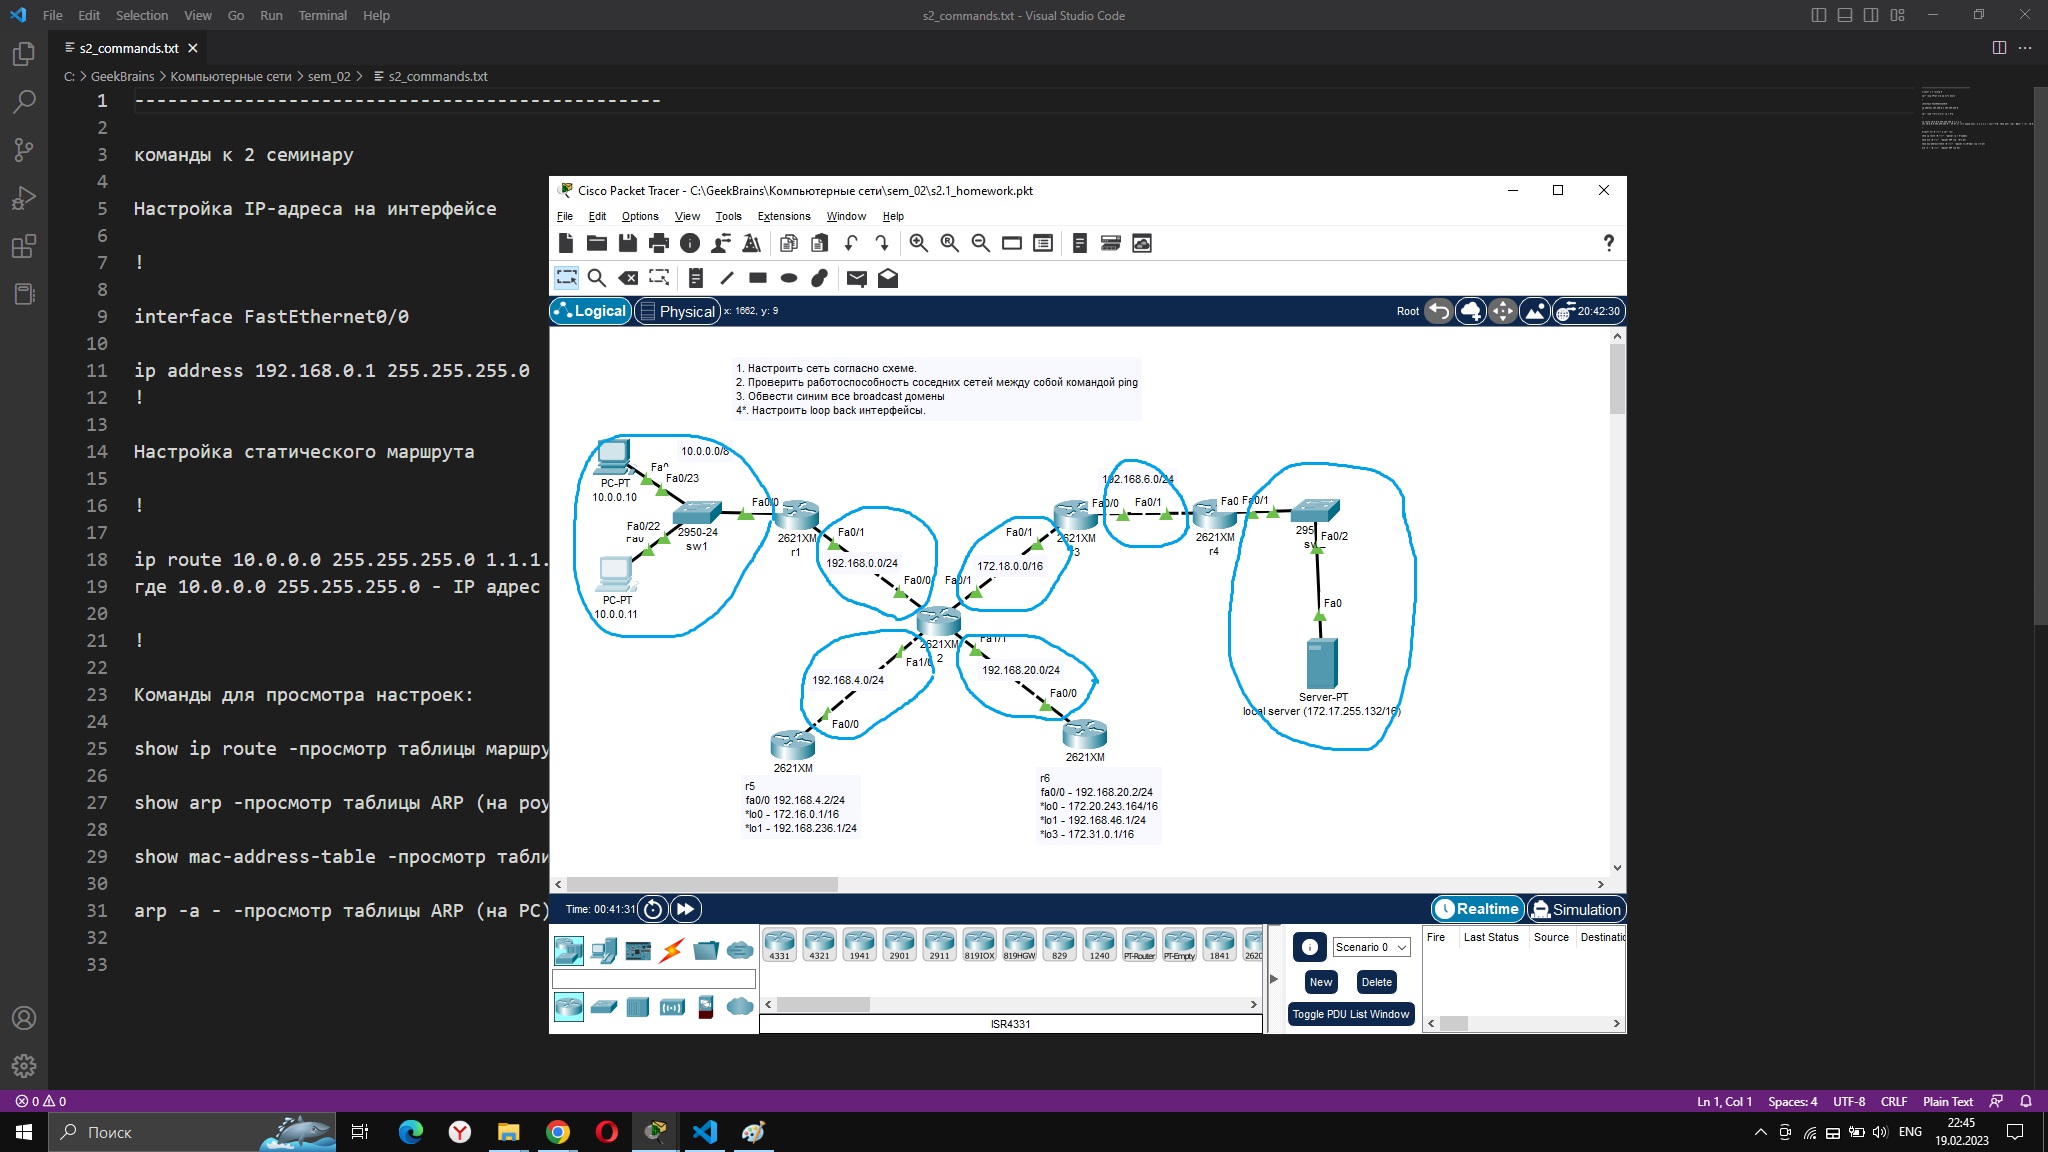 File Edit Selection View Go Run Terminal Help
s2_commands.txt - Visual Studio Code
s2_commands.txt
C: > GeekBrains > Компьютерные сети > sem_02 > s2_commands.txt
1 ------------------------------------------------
2
3 команды к 2 семинару
4
5 Настройка IP-адреса на интерфейсе
6
7 !
8
9 interface FastEthernet0/0
10
11 ip address 192.168.0.1 255.255.255.0
12 !
13
14 Настройка статического маршрута
15
16 !
17
18 ip route 10.0.0.0 255.255.255.0 1.1.1.
19 где 10.0.0.0 255.255.255.0 - IP адрес
20
21 !
22
23 Команды для просмотра настроек:
24
25 show ip route -просмотр таблицы маршру
26
27 show arp -просмотр таблицы ARP (на роу
28
29 show mac-address-table -просмотр табли
30
31 arp -a - -просмотр таблицы ARP (на PC)
32
33
Cisco Packet Tracer - C:\GeekBrains\Компьютерные сети\sem_02\s2.1_homework.pkt
File Edit Options View Tools Extensions Window Help
Logical
Physical
x: 1662, y: 9
Root
20:42:30
1. Настроить сеть согласно схеме.
2. Проверить работоспособность соседних сетей между собой командой ping
3. Обвести синим все broadcast домены
4*. Настроить loop back интерфейсы.
10.0.0.0/8
PC-PT
10.0.0.10
Fa0/23
Fa0/22
2950-24
sw1
PC-PT
10.0.0.11
Fa0/0
2621XM
r1
Fa0/1
192.168.0.0/24
Fa0/0
Fa0/1
172.18.0.0/16
Fa0/1
2621XM
Fa0/0
192.168.6.0/24
Fa0/1
2621XM
r4
Fa0
Fa0/1
Fa0/2
Fa0
Server-PT
local server (172.17.255.132/16)
2621XM
2
Fa1/0
192.168.4.0/24
Fa0/0
2621XM
Fa1/1
192.168.20.0/24
Fa0/0
2621XM
r5
fa0/0 192.168.4.2/24
*lo0 - 172.16.0.1/16
*lo1 - 192.168.236.1/24
r6
fa0/0 - 192.168.20.2/24
*lo0 - 172.20.243.164/16
*lo1 - 192.168.46.1/24
*lo3 - 172.31.0.1/16
Time: 00:41:31
Realtime
Simulation
4331 4321 1941 2901 2911 819IOX 819HGW 829 1240 PT-Router PT-Empty 1841 2620
ISR4331
Scenario 0
New
Delete
Toggle PDU List Window
Fire Last Status Source Destinatic
0 0
Ln 1, Col 1 Spaces: 4 UTF-8 CRLF Plain Text
Поиск
ENG
22:45
19.02.2023